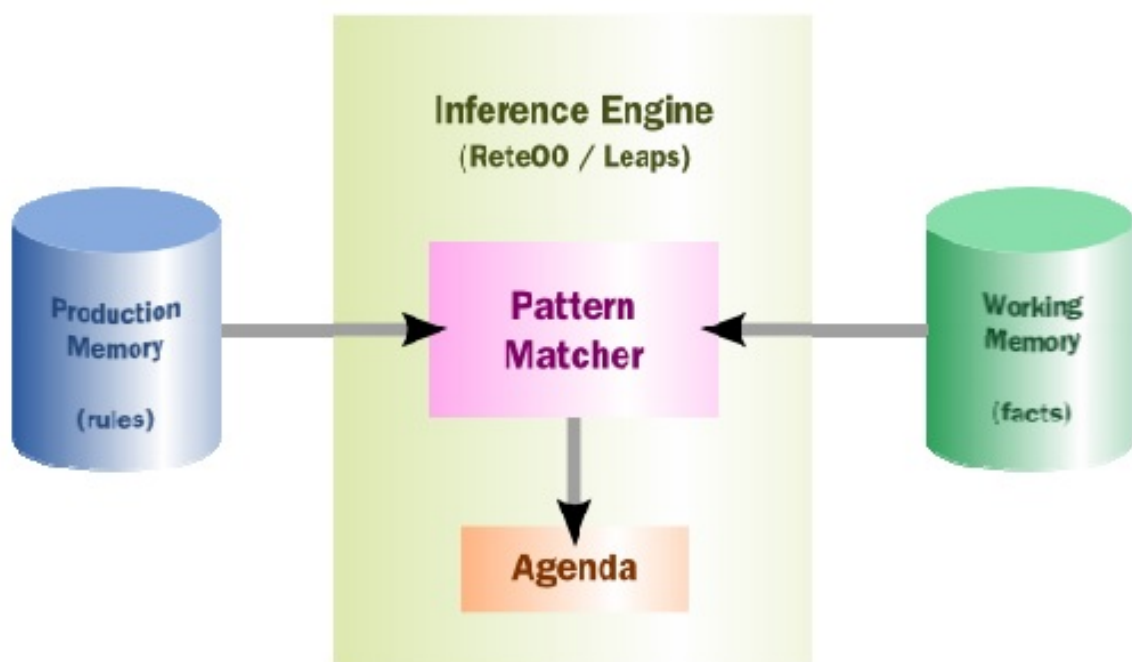 Inference Engine
(ReteOO / Leaps)
Production
Memory
(rules)
Pattern
Matcher
Working
Memory
(facts)
Agenda